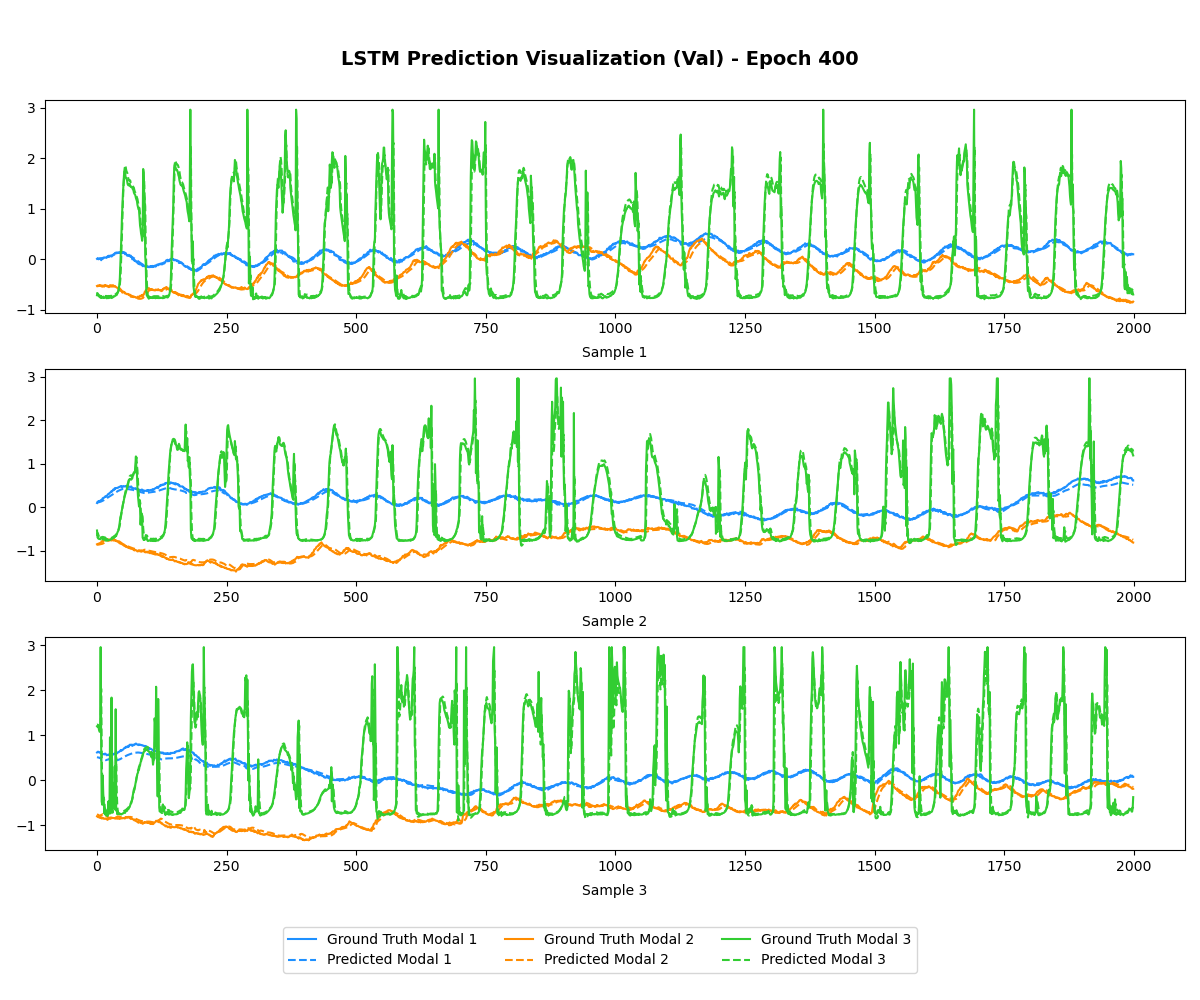 LSTM Prediction Visualization (Val) - Epoch 400
3
2
1
0
−1
0 250 500 750 1000 1250 1500 1750 2000
Sample 1
3
2
1
0
−1
0 250 500 750 1000 1250 1500 1750 2000
Sample 2
3
2
1
0
−1
0 250 500 750 1000 1250 1500 1750 2000
Sample 3
Ground Truth Modal 1 Ground Truth Modal 2 Ground Truth Modal 3
Predicted Modal 1 Predicted Modal 2 Predicted Modal 3